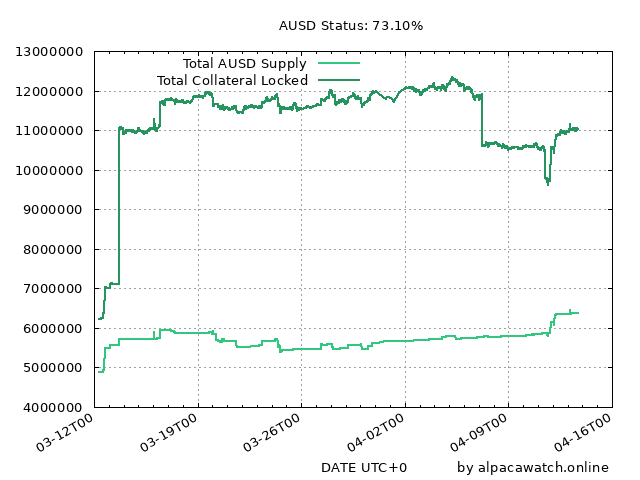 AUSD Status: 73.10%
13000000
Total AUSD Supply
12000000
Total Collateral Locked
11000000
10000000
9000000
8000000
7000000
6000000
5000000
4000000
03-12T00
03-19T00
03-26T00
04-02T00
04-09T00
04-16T00
DATE UTC+0
by alpacawatch.online